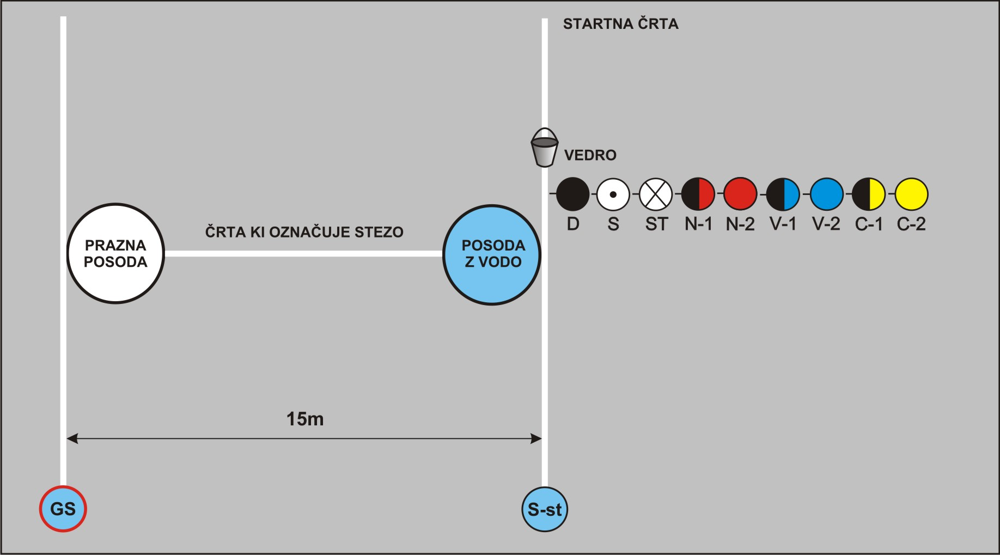 STARTNA ČRTA
VEDRO
D S ST N-1 N-2 V-1 V-2 C-1 C-2
ČRTA KI OZNAČUJE STEZO
PRAZNA
POSODA
POSODA
Z VODO
15m
GS
S-st